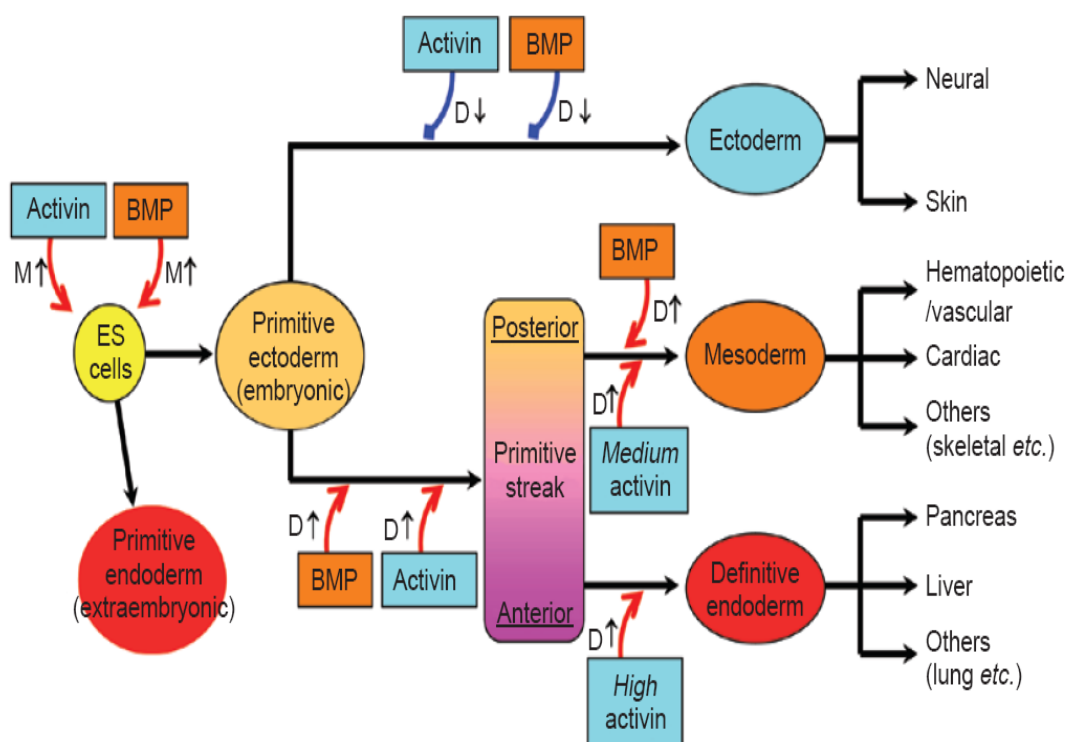 Activin
BMP
D↓
D↓
Ectoderm
Neural
Skin
Activin
BMP
M↑
M↑
ES
cells
Primitive
ectoderm
(embryonic)
Primitive
endoderm
(extraembryonic)
D↑
BMP
D↑
Activin
Posterior
Primitive
streak
Anterior
BMP
D↑
D↑
Medium
activin
Mesoderm
Hematopoietic
/vascular
Cardiac
Others
(skeletal etc.)
D↑
High
activin
Definitive
endoderm
Pancreas
Liver
Others
(lung etc.)